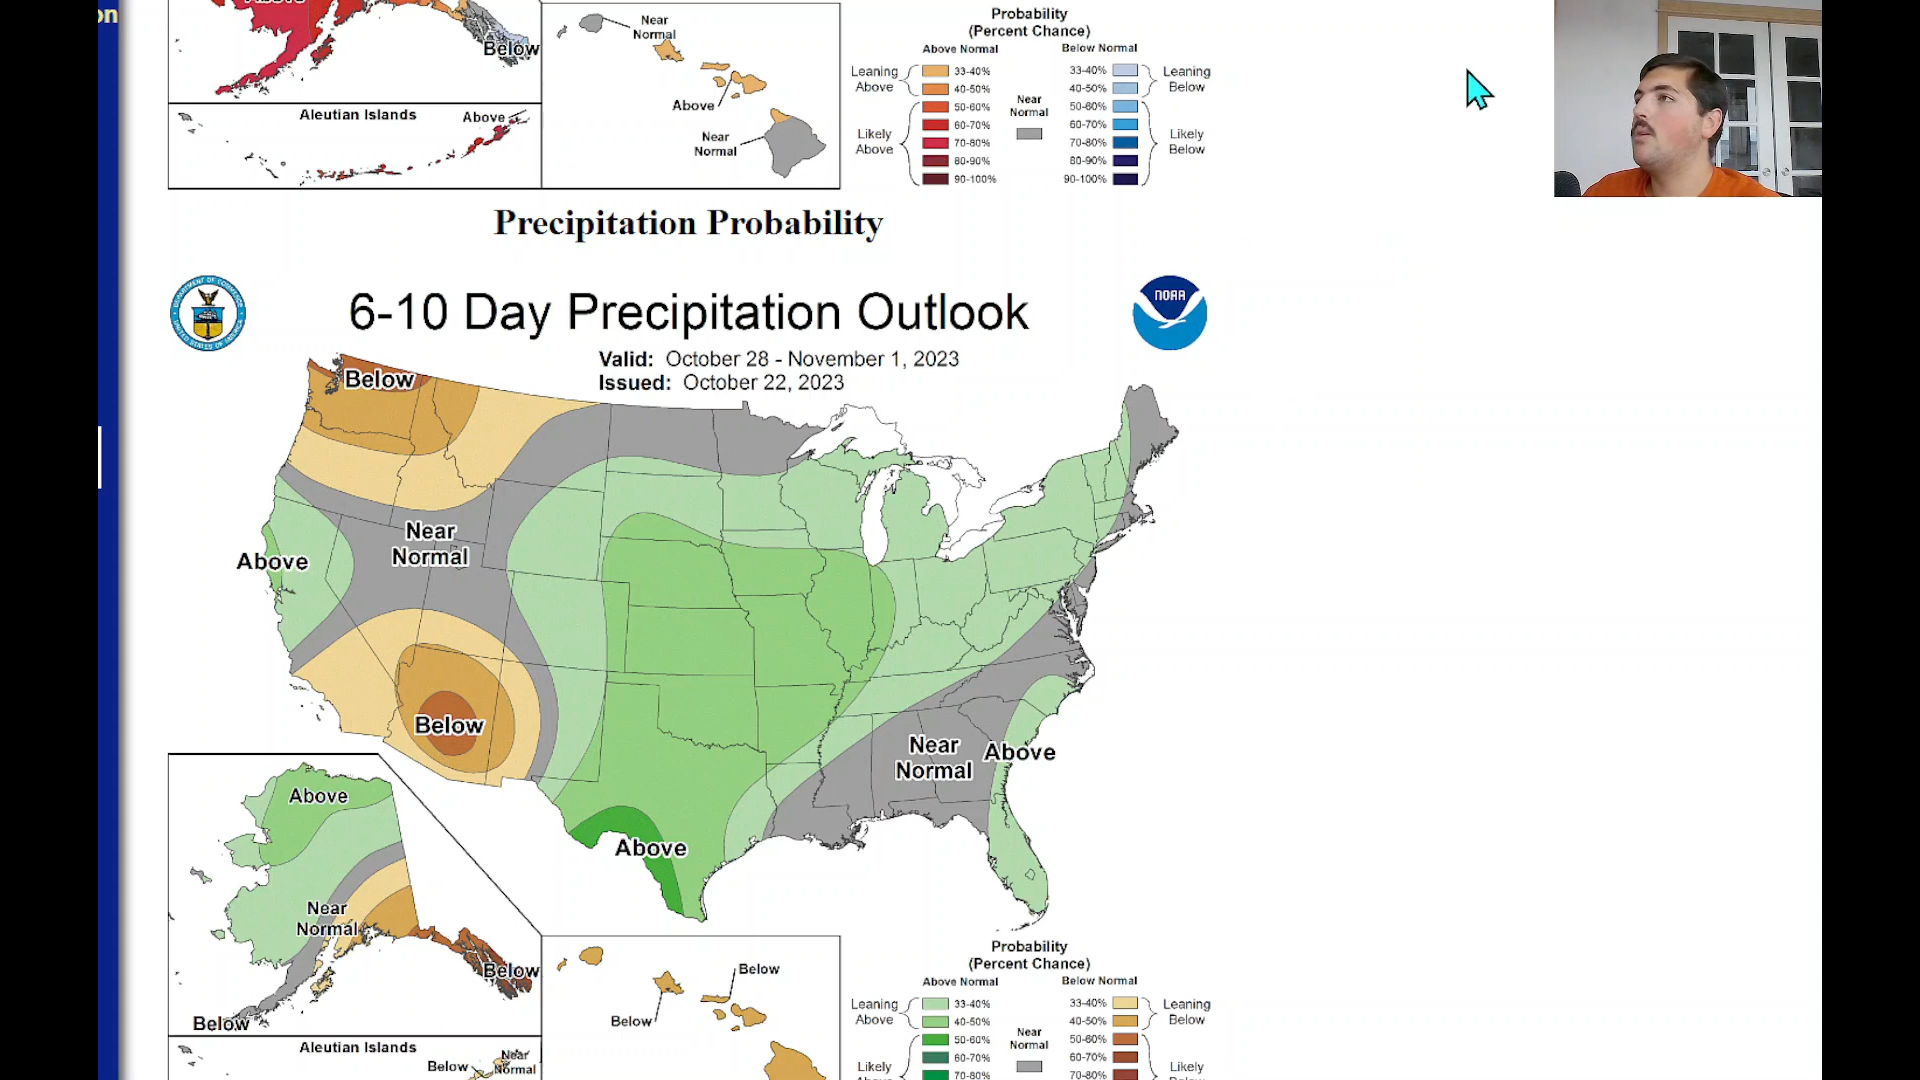 on
Above
Below
Near
Normal
Above
Near
Normal
Aleutian Islands
Above
Probability
(Percent Chance)
Above Normal
Below Normal
Leaning
Above
33-40%
40-50%
Likely
Above
50-60%
60-70%
70-80%
80-90%
90-100%
Near
Normal
33-40%
40-50%
Leaning
Below
50-60%
60-70%
70-80%
80-90%
90-100%
Likely
Below
Precipitation Probability
6-10 Day Precipitation Outlook
NOAA
Valid: October 28 - November 1, 2023
Issued: October 22, 2023
Below
Near
Normal
Above
Below
Near
Normal
Above
Above
Above
Near
Normal
Below
Below
Aleutian Islands
Below
Near
Normal
Below
Below
Probability
(Percent Chance)
Above Normal
Below Normal
Leaning
Above
33-40%
40-50%
Likely
50-60%
60-70%
70-80%
Near
Normal
33-40%
40-50%
Leaning
Below
50-60%
60-70%
70-80%
Likely